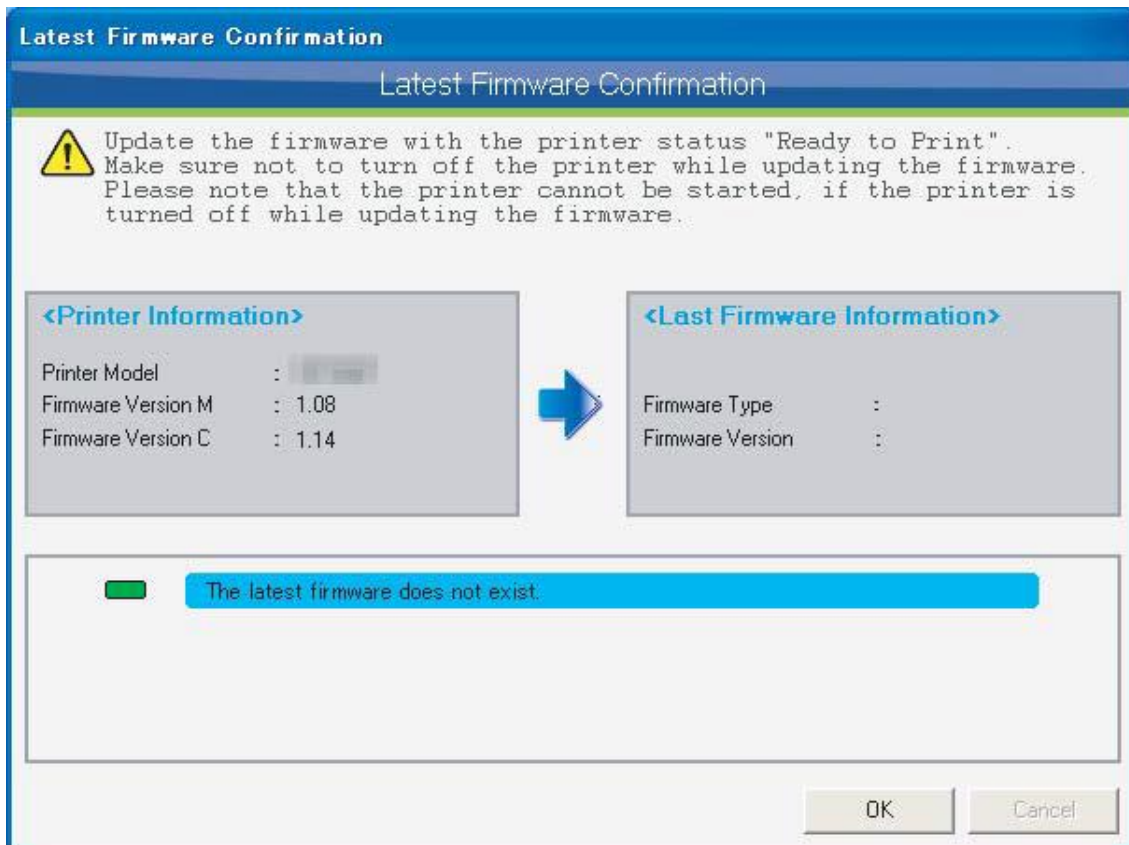 Latest Firmware Confirmation
Latest Firmware Confirmation
Update the firmware with the printer status "Ready to Print".
Make sure not to turn off the printer while updating the firmware.
Please note that the printer cannot be started, if the printer is
turned off while updating the firmware.
<Printer Information>
Printer Model :
Firmware Version M : 1.08
Firmware Version C : 1.14
<Last Firmware Information>
Firmware Type :
Firmware Version :
The latest firmware does not exist.
OK Cancel